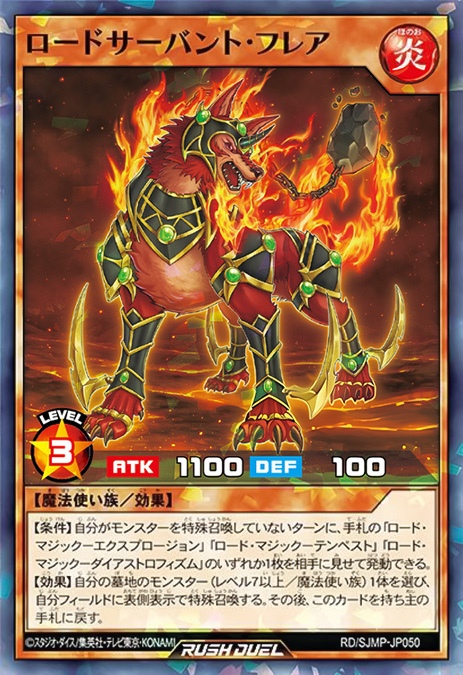 ロードサーバント・フレア
ほのお
炎
LEVEL
3
ATK 1100 DEF 100
【魔法使い族／効果】
【条件】自分がモンスターを特殊召喚していないターンに、手札の「ロード・
マジックーエクスプロージョン」「ロード・マジックーテンペスト」「ロード・
マジックーダイアストロフィズム」のいずれか1枚を相手に見せて発動できる。
【効果】自分の墓地のモンスター（レベル7以上／魔法使い族）1体を選び、
自分フィールドに表側表示で特殊召喚する。その後、このカードを持ち主の
手札に戻す。
©スタジオ・ダイス/集英社・テレビ東京・KONAMI
RUSH DUEL
RD/SJMP-JP050